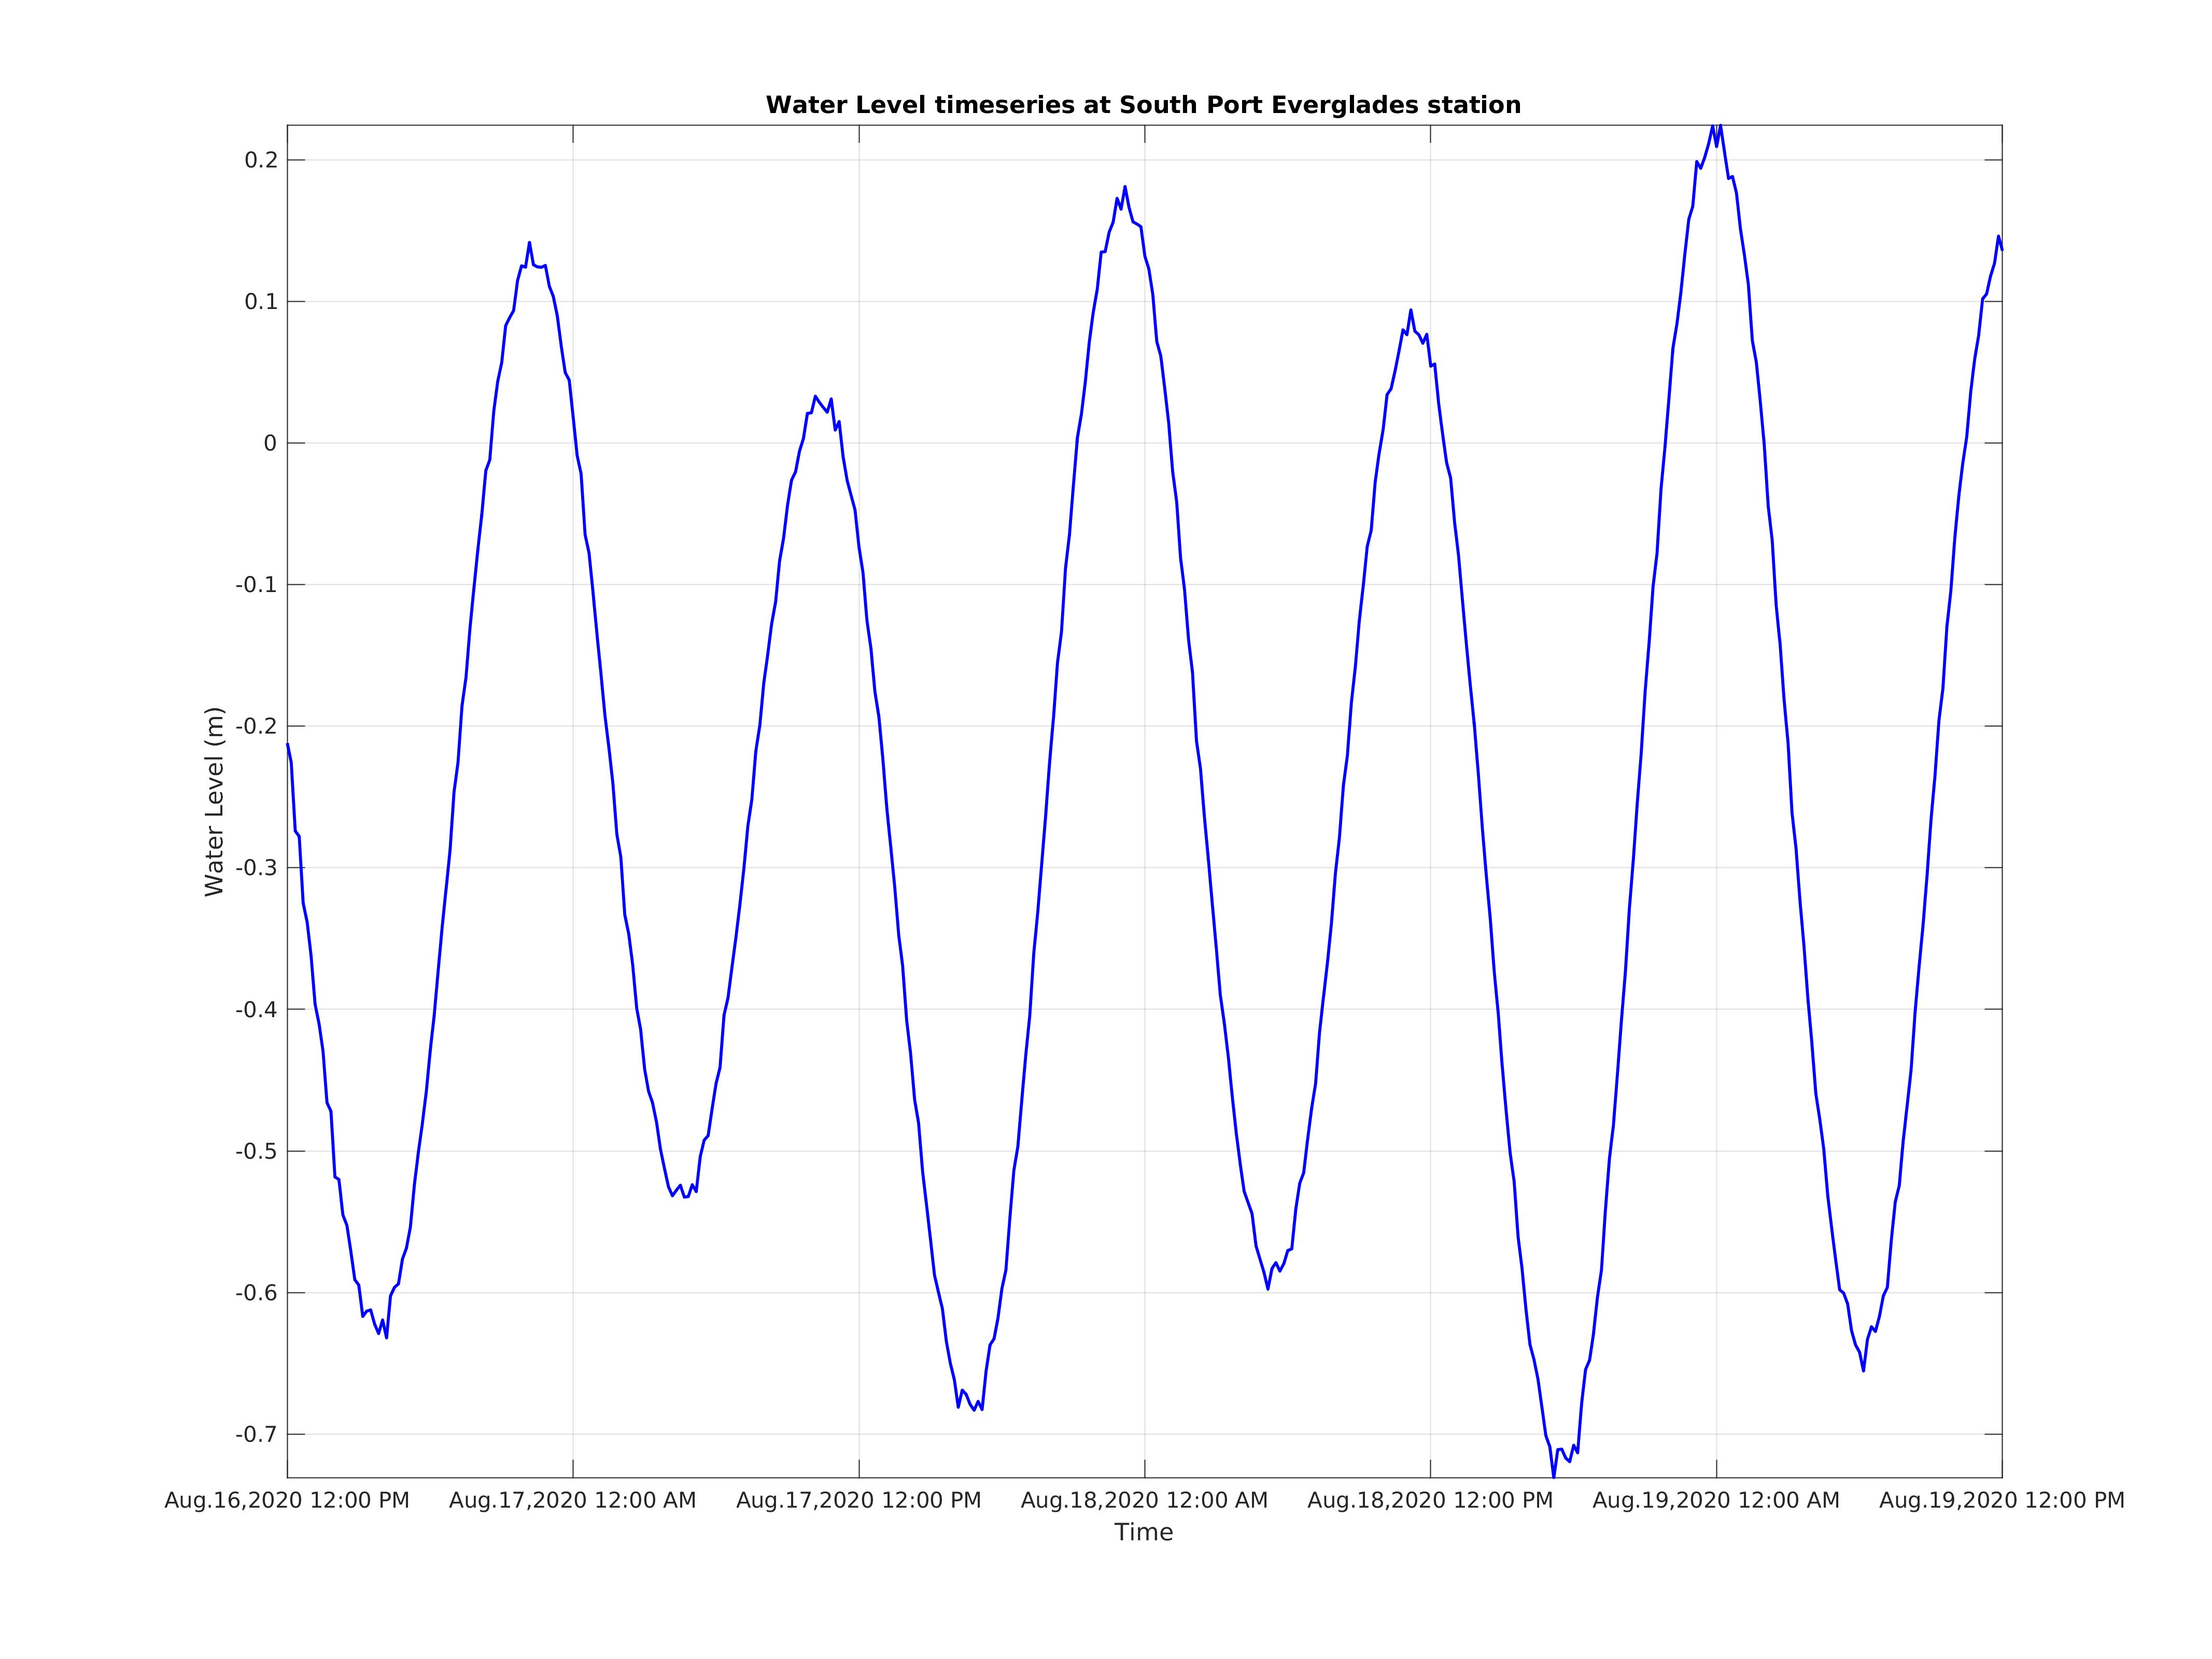 Water Level timeseries at South Port Everglades station
0.2
0.1
0
-0.1
-0.2
-0.3
-0.4
-0.5
-0.6
-0.7
Water Level (m)
Aug.16,2020 12:00 PM Aug.17,2020 12:00 AM Aug.17,2020 12:00 PM Aug.18,2020 12:00 AM Aug.18,2020 12:00 PM Aug.19,2020 12:00 AM Aug.19,2020 12:00 PM
Time